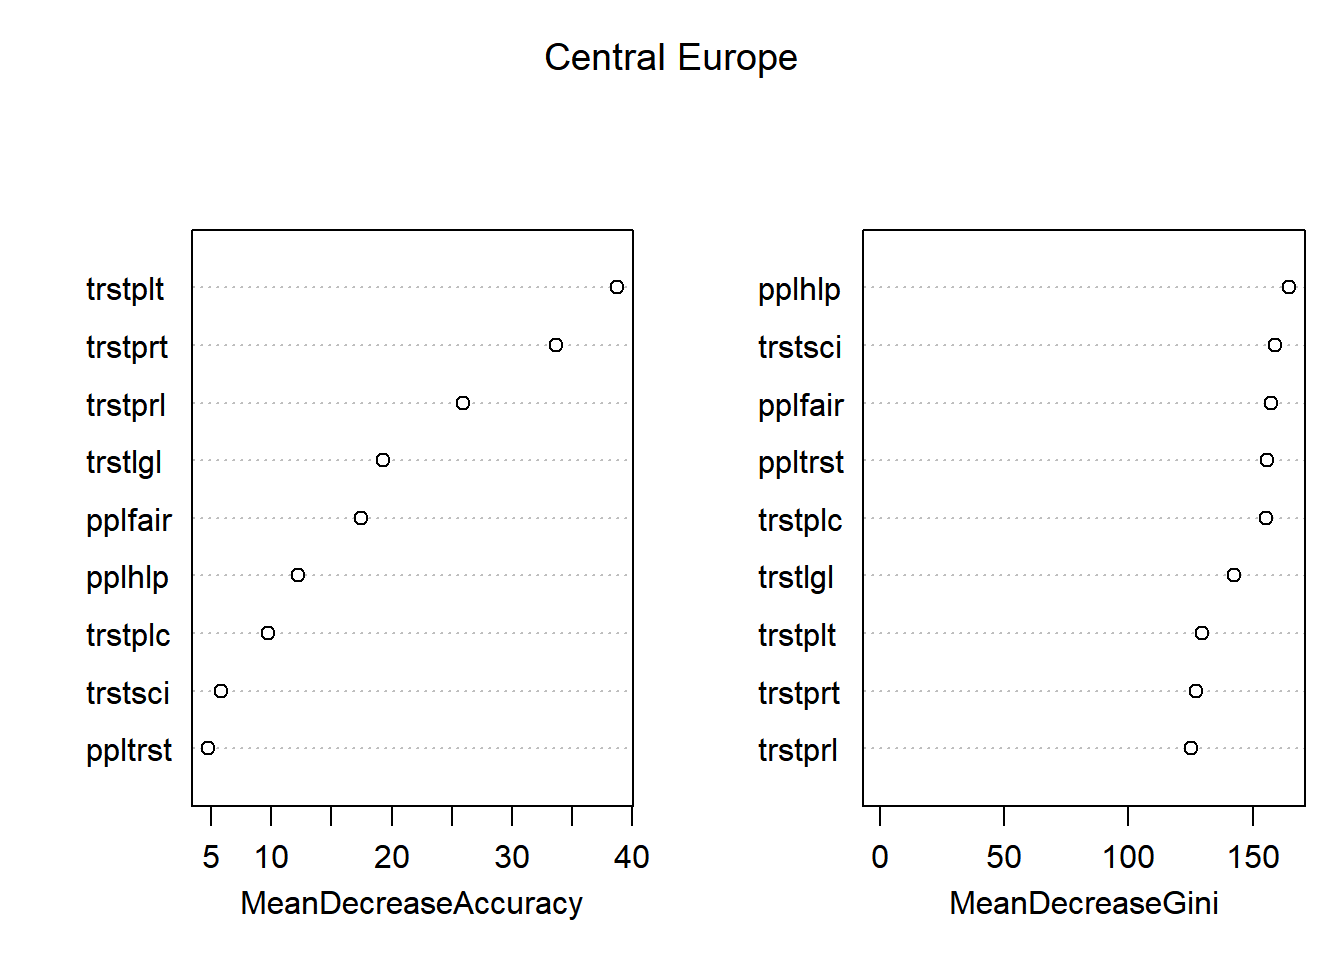 Central Europe
trstplt
trstprt
trstprl
trstlgl
pplfair
pplhlp
trstplc
trstsci
ppltrst
5 10 20 30 40
MeanDecreaseAccuracy
pplhlp
trstsci
pplfair
ppltrst
trstplc
trstlgl
trstplt
trstprt
trstprl
0 50 100 150
MeanDecreaseGini